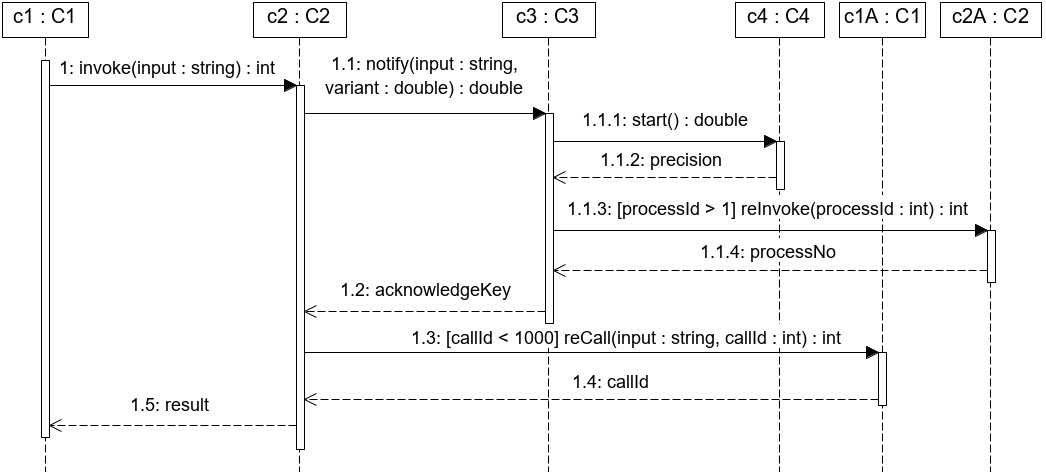 c1 : C1
c2 : C2
c3 : C3
c4 : C4
c1A : C1
c2A : C2
1: invoke(input : string) : int
1.1: notify(input : string,
variant : double) : double
1.1.1: start() : double
1.1.2: precision
1.1.3: [processId > 1] reInvoke(processId : int) : int
1.1.4: processNo
1.2: acknowledgeKey
1.3: [callId < 1000] reCall(input : string, callId : int) : int
1.4: callId
1.5: result